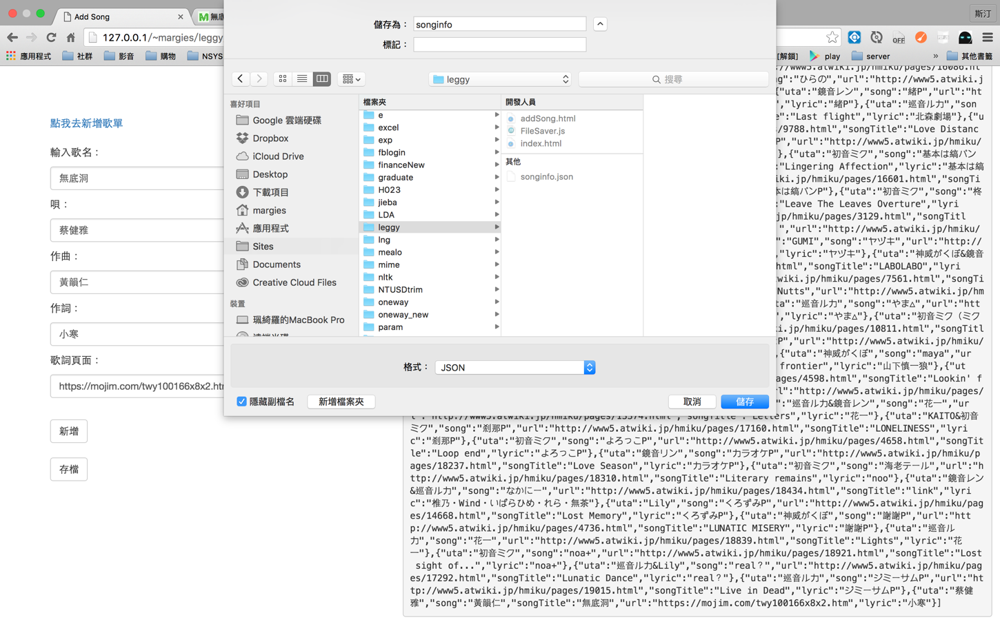 Add Song
無底
斯汀
127.0.0.1/~margies/leggy
OFF
應用程式
社群
影音
購物
NSYS
[解鎖]
play
server
»
其他書籤
儲存為：
songinfo
標記：
leggy
搜尋
喜好項目
Google 雲端硬碟
Dropbox
iCloud Drive
Desktop
下載項目
margies
應用程式
Sites
Documents
Creative Cloud Files
裝置
珮綺羅的MacBook Pro
遠端光碟
檔案夾
e
excel
exp
fblogin
financeNew
graduate
H023
jieba
LDA
leggy
lng
mealo
mime
nltk
NTUSDtrim
oneway
oneway_new
param
開發人員
addSong.html
FileSaver.js
index.html
其他
songinfo.json
格式：
JSON
隱藏副檔名
新增檔案夾
取消
儲存
點我去新增歌單
輸入歌名：
無底洞
唄：
蔡健雅
作曲：
黃韻仁
作詞：
小寒
歌詞頁面：
https://mojim.com/twy100166x8x2.htm
新增
存檔
://www5.atwiki.jp/hmiku/pages/16086.ht
ng":"ひらの","url":"http://www5.atwiki.j
{"uta":"鏡音レン","song":"緒P","url":"ht
","lyric":"緒P"},{"uta":"巡音ルカ","son
"Last flight","lyric":"北森劇場"},{"u
/9788.html","songTitle":"Love Distanc
P","url":"http://www5.atwiki.jp/hmiku/
},{"uta":"初音ミク","song":"基本は縞パン
:"Lingering Affection","lyric":"基本は縞
iki.jp/hmiku/pages/16601.html","songTi
本は縞パンP"},{"uta":"初音ミク","song":"柊
:"Leave The Leaves Overture","lyri
p/hmiku/pages/3129.html","songTitl
","url":"http://www5.atwiki.jp/hmiku/
:"GUMI","song":"ヤヅキ","url":"http://
"lyric":"ヤヅキ"},{"uta":"神威がくぽ&鏡音
html","songTitle":"LABOLABO","lyri
twiki.jp/hmiku/pages/7561.html","songTi
Nutts","url":"http://www5.atwiki.jp/hm
ta":"巡音ルカ","song":"やま△","url":"htt
","lyric":"やま△"},{"uta":"初音ミク（ミク
iki.jp/hmiku/pages/10811.html","songTitl
P","url":"http://www5.atwiki.jp/hmiku/
,{"uta":"神威がくぽ","song":"maya","ur
frontier","lyric":"山下慎一狼"},{"ut
ages/4598.html","songTitle":"Lookin' f
url":"http://www5.atwiki.jp/hmiku/page
:"巡音ルカ&鏡音レン","song":"花一","ur
l":"http://www5.atwiki.jp/hmiku/pages/13374.html","songTitle":"Letters","lyric":"花一"},{"uta":"KAITO&初音
ミク","song":"刹那P","url":"http://www5.atwiki.jp/hmiku/pages/17160.html","songTitle":"LONELINESS","lyri
c":"刹那P"},{"uta":"初音ミク","song":"よろっこP","url":"http://www5.atwiki.jp/hmiku/pages/4658.html","songTit
le":"Loop end","lyric":"よろっこP"},{"uta":"鏡音リン","song":"カラオケP","url":"http://www5.atwiki.jp/hmiku/p
ages/18237.html","songTitle":"Love Season","lyric":"カラオケP"},{"uta":"初音ミク","song":"海老テール","url":"h
ttp://www5.atwiki.jp/hmiku/pages/18310.html","songTitle":"Literary remains","lyric":"noo"},{"uta":"鏡音レン
&巡音ルカ","song":"なかにー","url":"http://www5.atwiki.jp/hmiku/pages/18434.html","songTitle":"link","lyri
c":"椎乃・Wind・いばらひめ・れら・無茶"},{"uta":"Lily","song":"くろずみP","url":"http://www5.atwiki.jp/hmiku/pag
es/14668.html","songTitle":"Lost Memory","lyric":"くろずみP"},{"uta":"神威がくぽ","song":"謝謝P","url":"htt
p://www5.atwiki.jp/hmiku/pages/4736.html","songTitle":"LUNATIC MISERY","lyric":"謝謝P"},{"uta":"巡音ル
カ","song":"花一","url":"http://www5.atwiki.jp/hmiku/pages/18839.html","songTitle":"Lights","lyric":"花
一"},{"uta":"初音ミク","song":"noa+","url":"http://www5.atwiki.jp/hmiku/pages/18921.html","songTitle":"Lost
sight of...","lyric":"noa+"},{"uta":"巡音ルカ&Lily","song":"real？","url":"http://www5.atwiki.jp/hmiku/pag
es/17292.html","songTitle":"Lunatic Dance","lyric":"real？"},{"uta":"巡音ルカ","song":"ジミーサムP","url":"ht
tp://www5.atwiki.jp/hmiku/pages/19015.html","songTitle":"Live in Dead","lyric":"ジミーサムP"},{"uta":"蔡健
雅","song":"黃韻仁","songTitle":"無底洞","url":"https://mojim.com/twy100166x8x2.htm","lyric":"小寒"}]